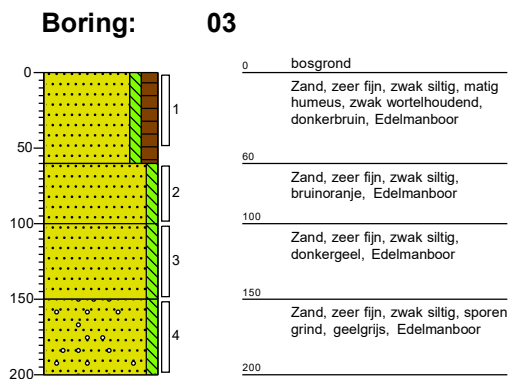 Boring: 03
0
50
100
150
200
1
2
3
4
0 bosgrond
Zand, zeer fijn, zwak siltig, matig
humeus, zwak wortelhoudend,
donkerbruin, Edelmanboor
60
Zand, zeer fijn, zwak siltig,
bruinoranje, Edelmanboor
100
Zand, zeer fijn, zwak siltig,
donkergeel, Edelmanboor
150
Zand, zeer fijn, zwak siltig, sporen
grind, geelgrijs, Edelmanboor
200